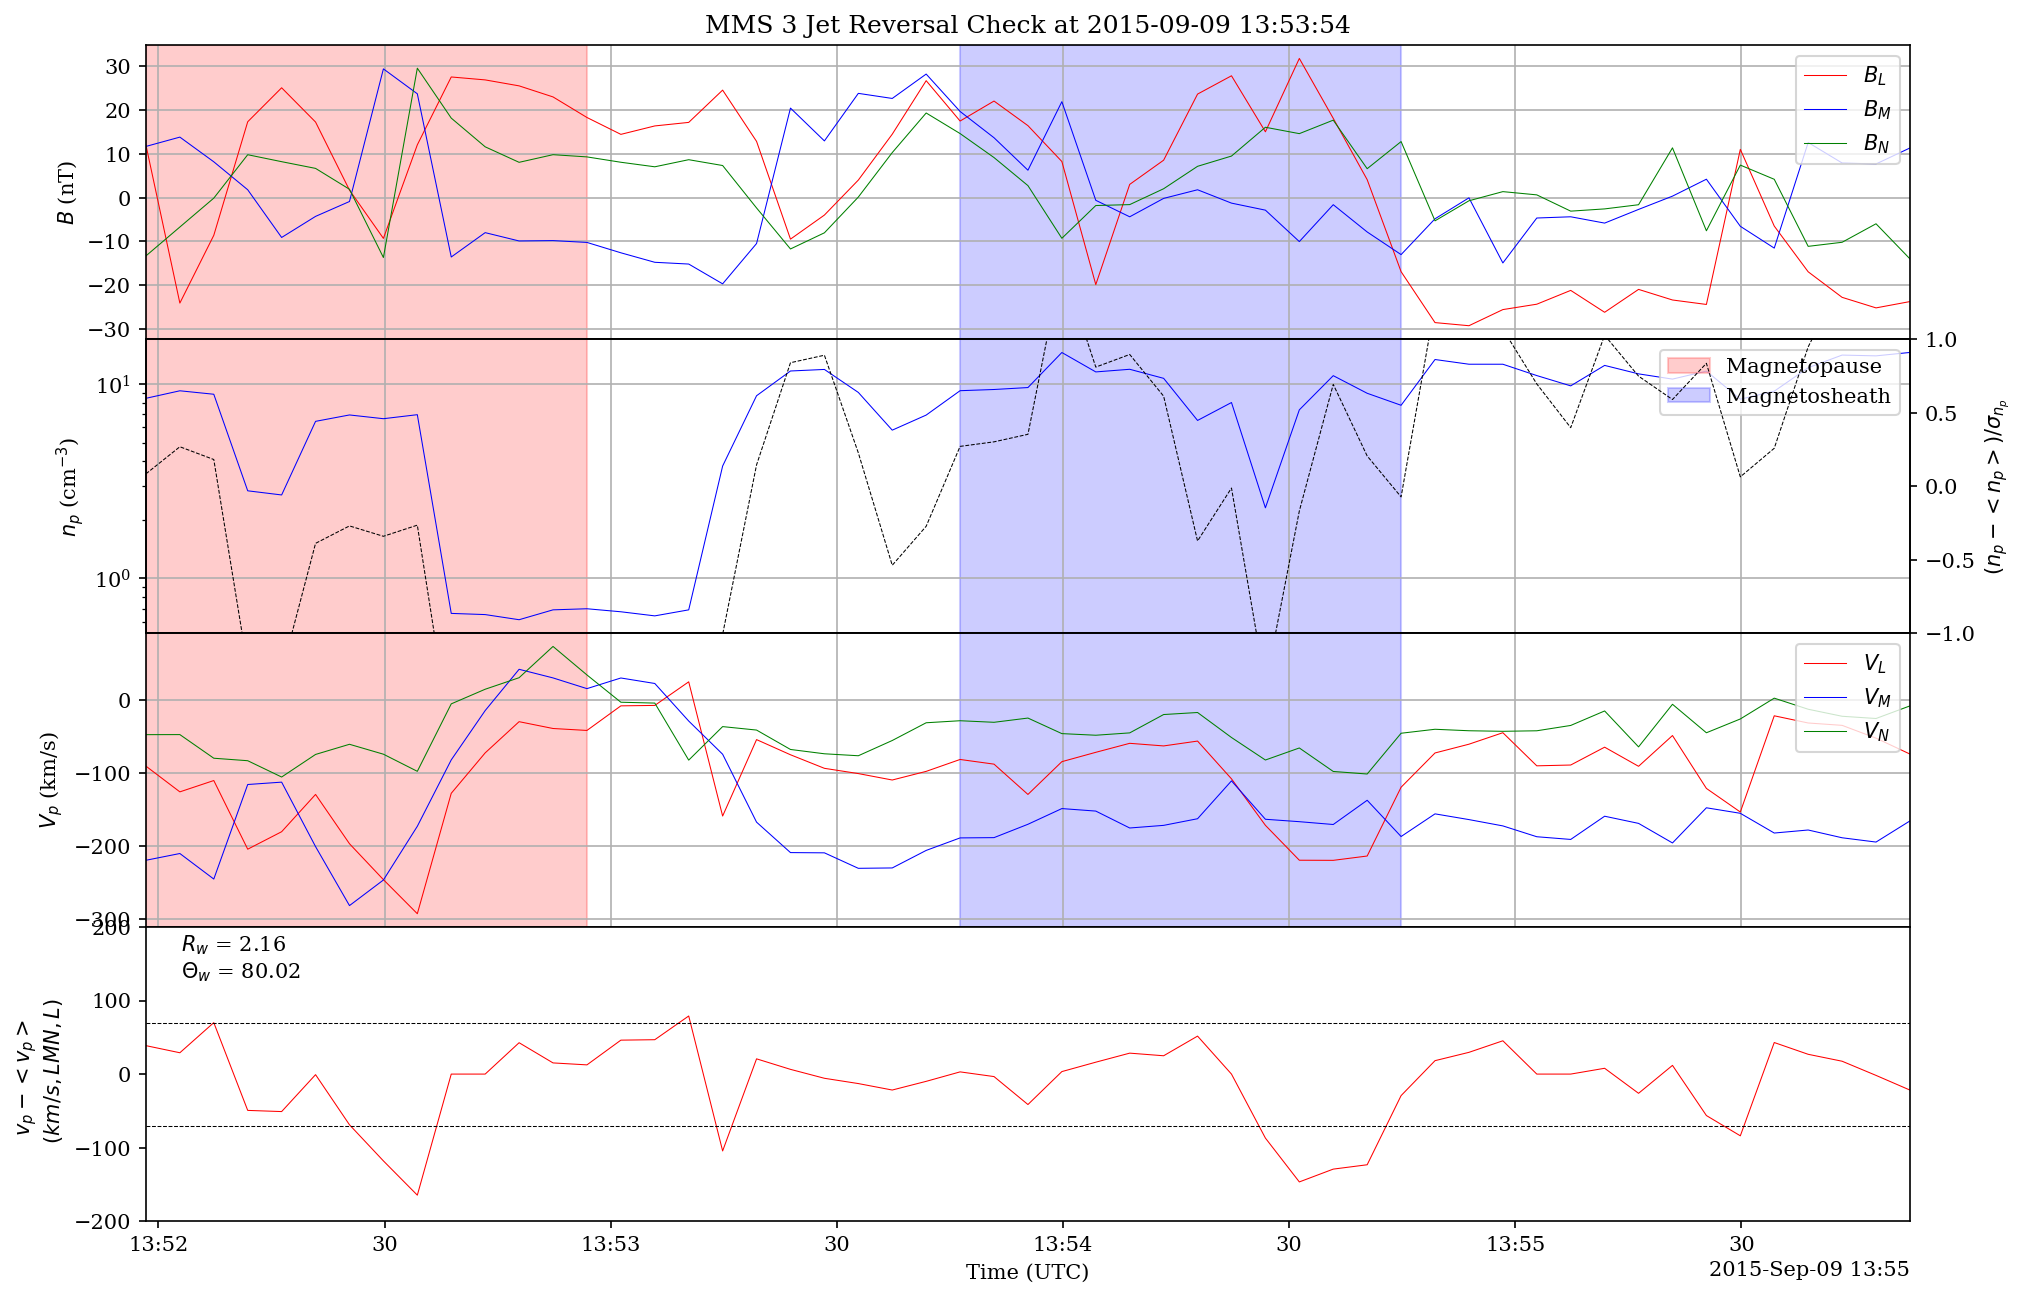 MMS 3 Jet Reversal Check at 2015-09-09 13:53:54
30
20
10
0
−10
−20
−30
B (nT)
B_L
B_M
B_N
10^1
10^0
n_p (cm^{−3})
1.0
0.5
0.0
−0.5
−1.0
(n_p − < n_p >)/σ_{n_p}
Magnetopause
Magnetosheath
0
−100
−200
−300
V_p (km/s)
V_L
V_M
V_N
200
100
0
−100
−200
v_p − < v_p >
(km/s, LMN, L)
R_w = 2.16
Θ_w = 80.02
13:52
30
13:53
30
13:54
30
13:55
30
Time (UTC)
2015-Sep-09 13:55